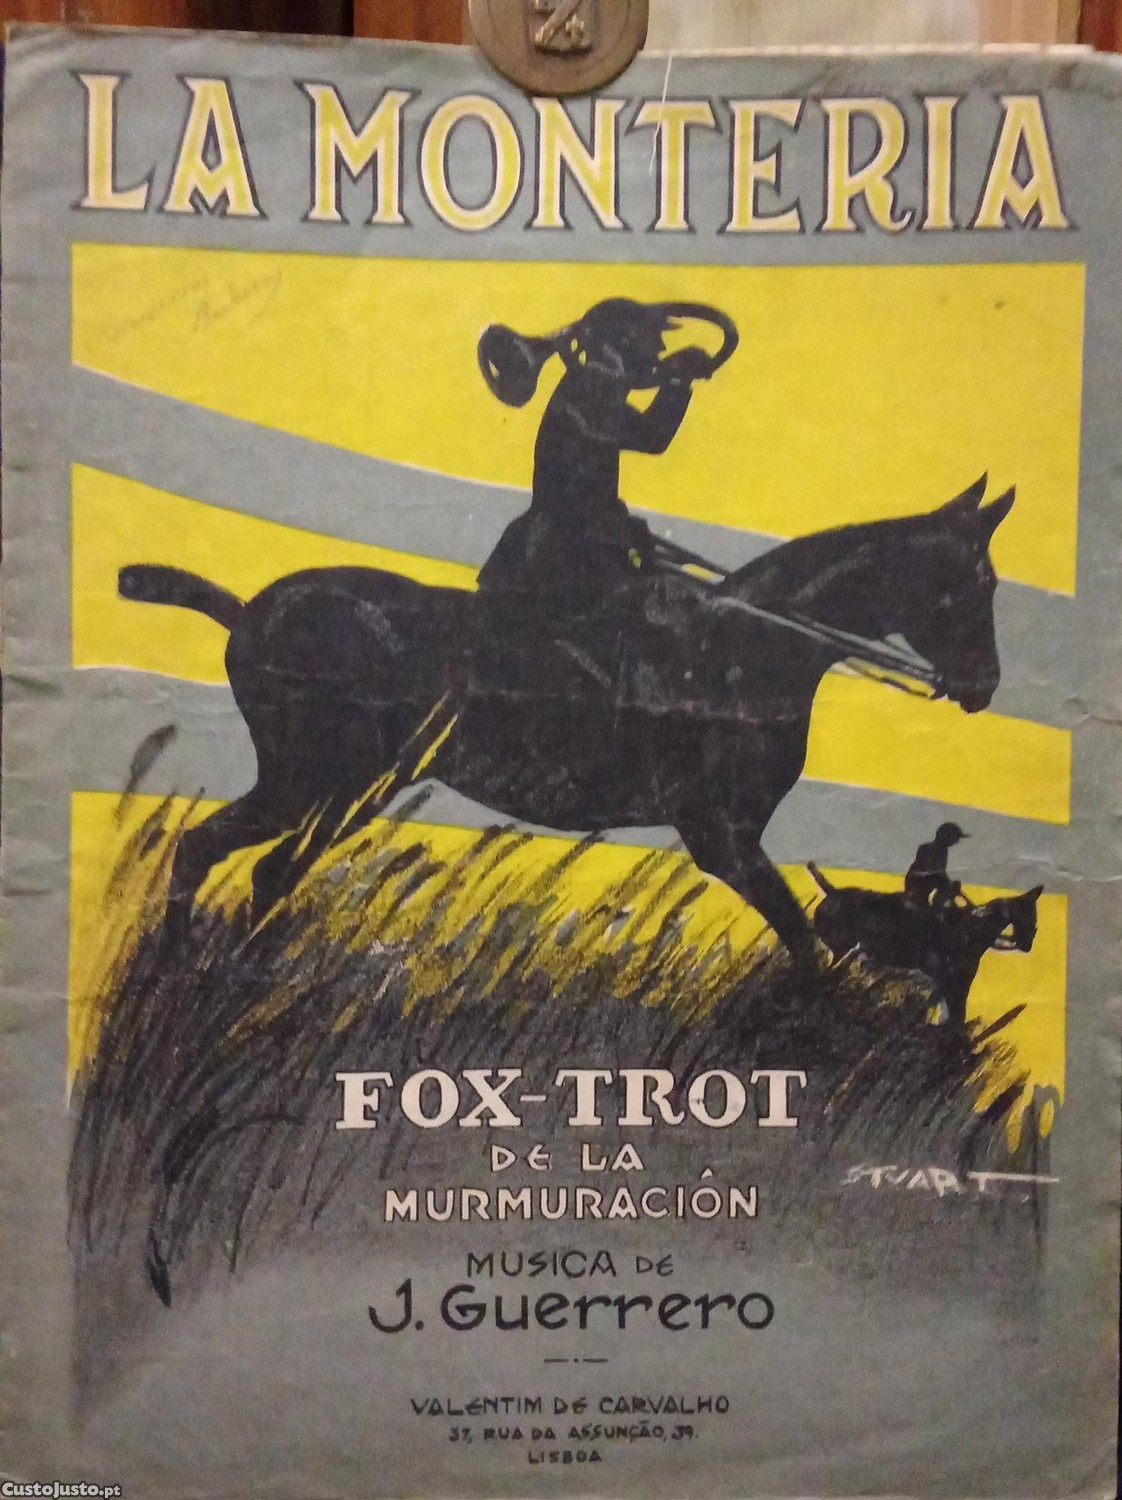 LA MONTERIA
FOX-TROT
DE LA
MURMURACIÓN
STUART
MUSICA DE
J. GUERRERO
VALENTIM DE CARVALHO
37, RUA DA ASSUNÇÃO, 39.
LISBOA
CustoJusto.pt